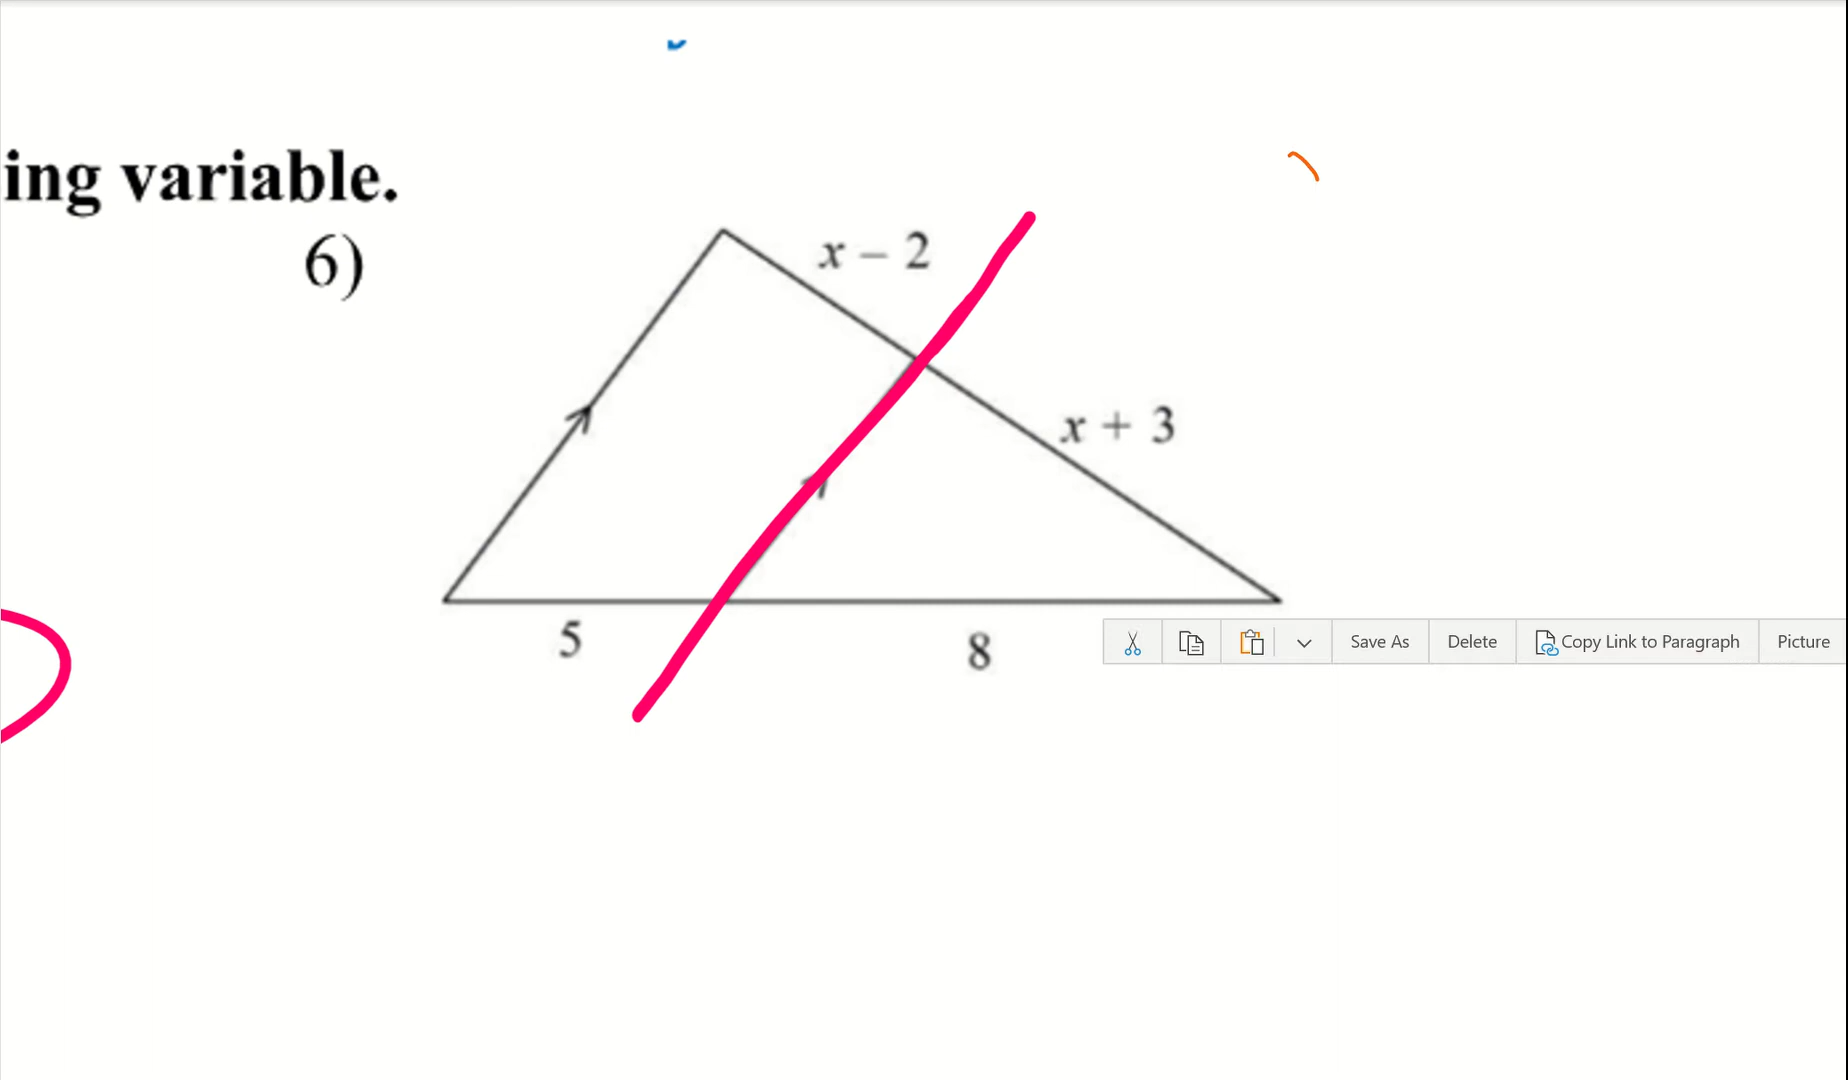 ing variable.
6)
x – 2
x + 3
5
8
Save As
Delete
Copy Link to Paragraph
Picture